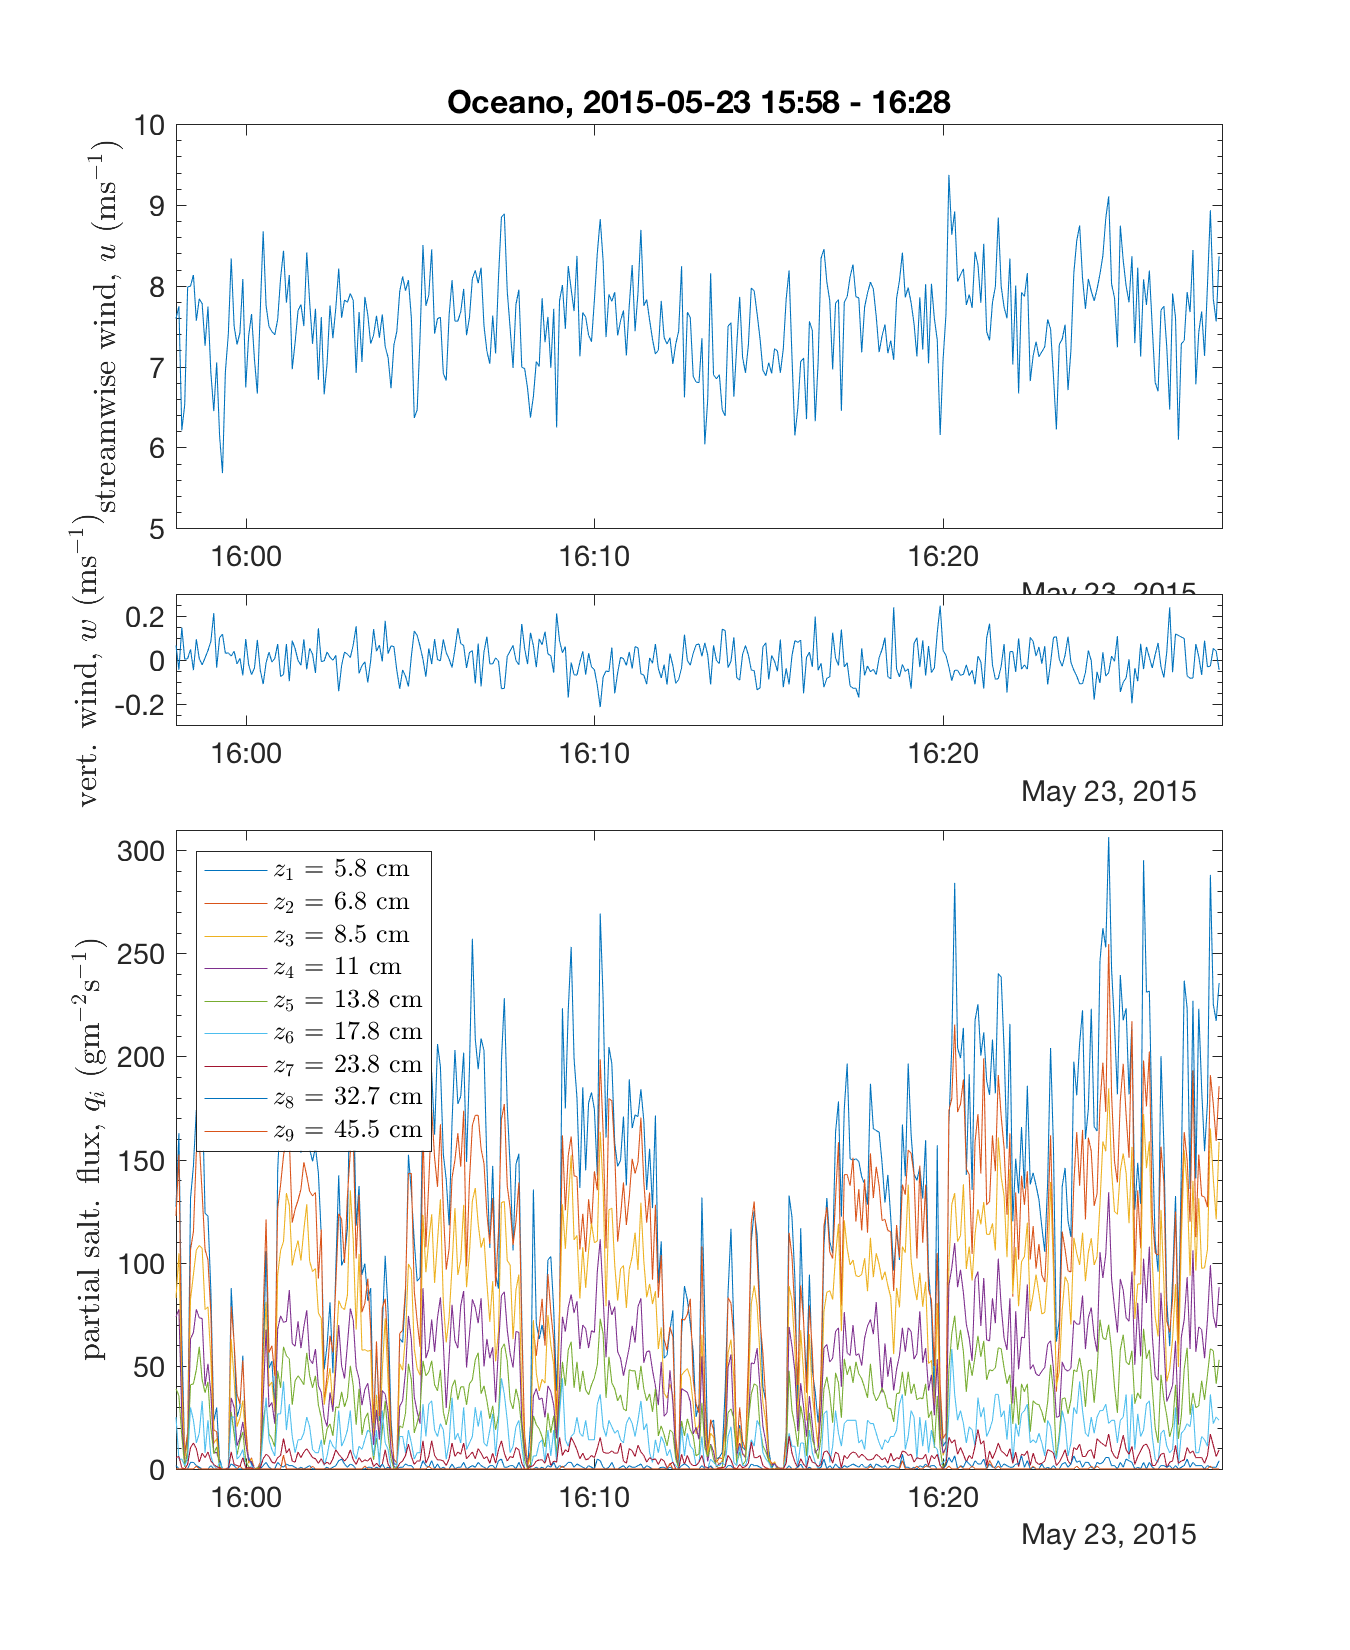 Oceano, 2015-05-23 15:58 - 16:28
streamwise wind, u (ms⁻¹)
10
9
8
7
6
5
16:00 16:10 16:20
May 23, 2015
vert. wind, w (ms⁻¹)
0.2
0
-0.2
16:00 16:10 16:20
May 23, 2015
partial salt. flux, qᵢ (gm⁻²s⁻¹)
300
250
200
150
100
50
0
z₁ = 5.8 cm
z₂ = 6.8 cm
z₃ = 8.5 cm
z₄ = 11 cm
z₅ = 13.8 cm
z₆ = 17.8 cm
z₇ = 23.8 cm
z₈ = 32.7 cm
z₉ = 45.5 cm
16:00 16:10 16:20
May 23, 2015